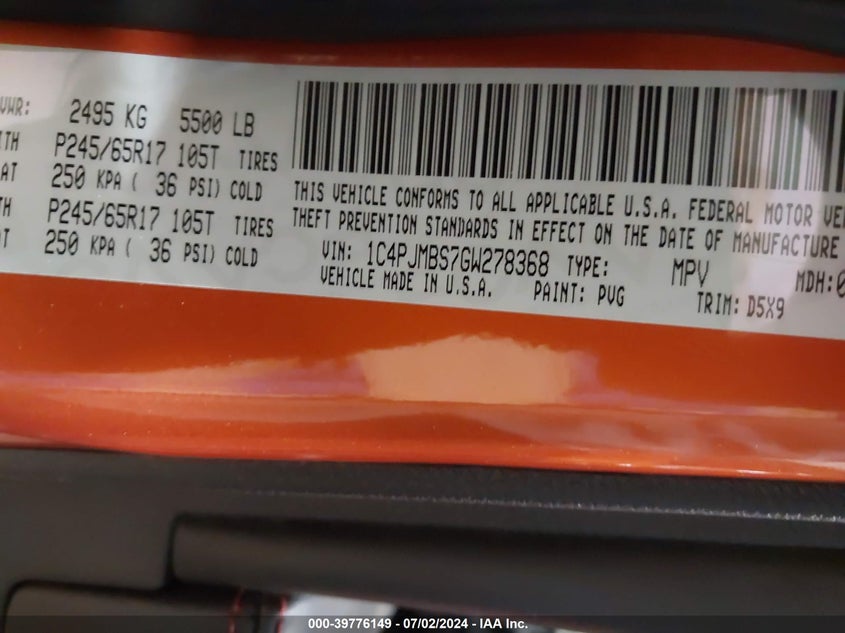 VWR: 2495 KG 5500 LB
ITH P245/65R17 105T TIRES
AT 250 KPA ( 36 PSI) COLD
TH P245/65R17 105T TIRES
AT 250 KPA ( 36 PSI) COLD
THIS VEHICLE CONFORMS TO ALL APPLICABLE U.S.A. FEDERAL MOTOR VE
THEFT PREVENTION STANDARDS IN EFFECT ON THE DATE OF MANUFACTURE
VIN: 1C4PJMBS7GW278368 TYPE: MPV MDH:0
VEHICLE MADE IN U.S.A. PAINT: PVG TRIM: D5X9
000-39776149 - 07/02/2024 - IAA Inc.